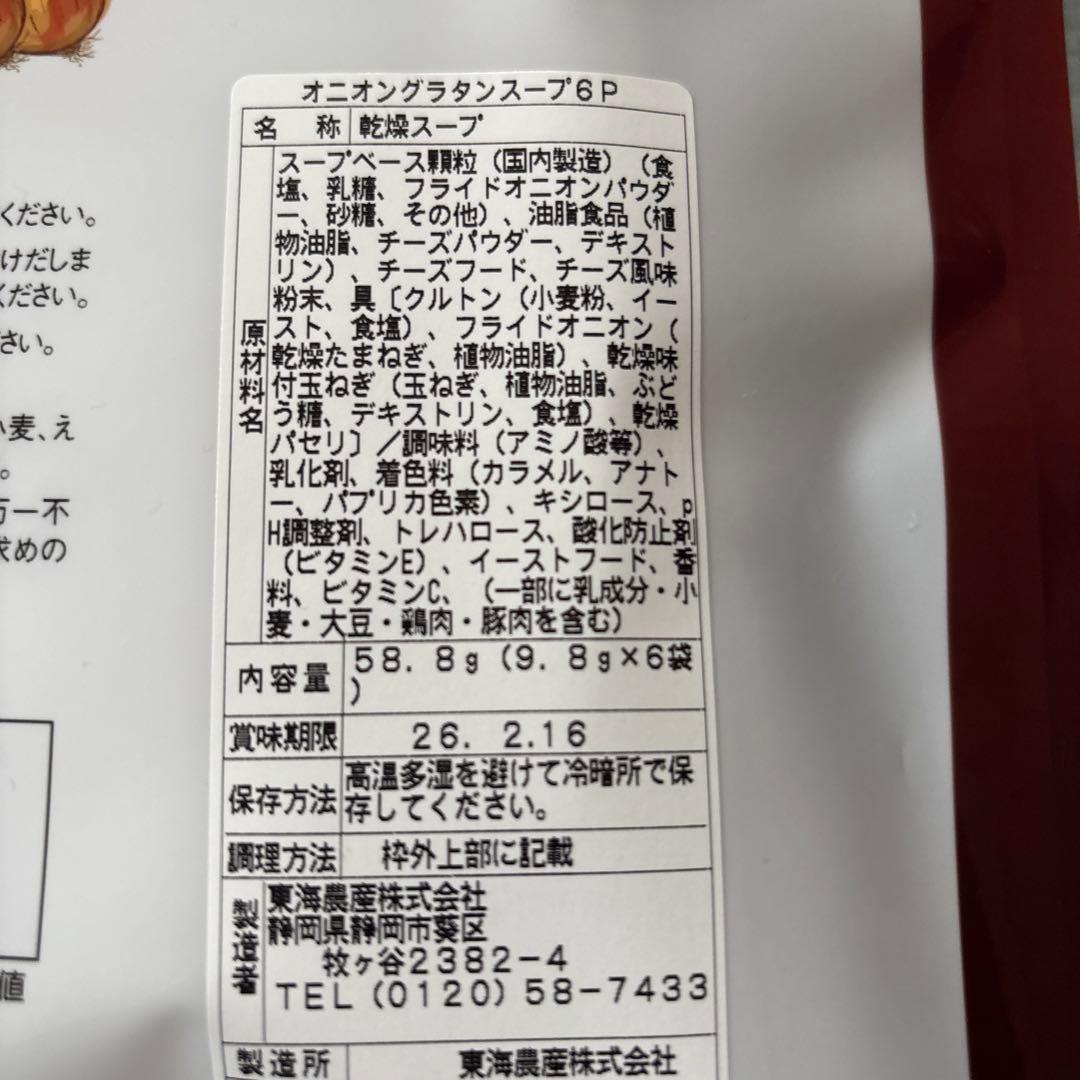 オニオングラタンスープ6P
名　称 乾燥スープ
原材料名
スープベース顆粒（国内製造）（食
塩、乳糖、フライドオニオンパウダ
ー、砂糖、その他）、油脂食品（植
物油脂、チーズパウダー、デキスト
リン）、チーズフード、チーズ風味
粉末、具〔クルトン（小麦粉、イー
スト、食塩）、フライドオニオン（
乾燥たまねぎ、植物油脂）、乾燥味
付玉ねぎ（玉ねぎ、植物油脂、ぶど
う糖、デキストリン、食塩）、乾燥
パセリ〕／調味料（アミノ酸等）、
乳化剤、着色料（カラメル、アナト
ー、パプリカ色素）、キシロース、p
H調整剤、トレハロース、酸化防止剤
（ビタミンE）、イーストフード、香
料、ビタミンC、（一部に乳成分・小
麦・大豆・鶏肉・豚肉を含む）
内容量 58.8g（9.8g×6袋
）
賞味期限 26. 2.16
保存方法 高温多湿を避けて冷暗所で保
存してください。
調理方法 枠外上部に記載
製造者
東海農産株式会社
静岡県静岡市葵区
牧ヶ谷2382-4
TEL（0120）58-7433
製造所 東海農産株式会社
ください。
けだしま
ください。
さい。
小麦、え
。
万一不
求めの
値